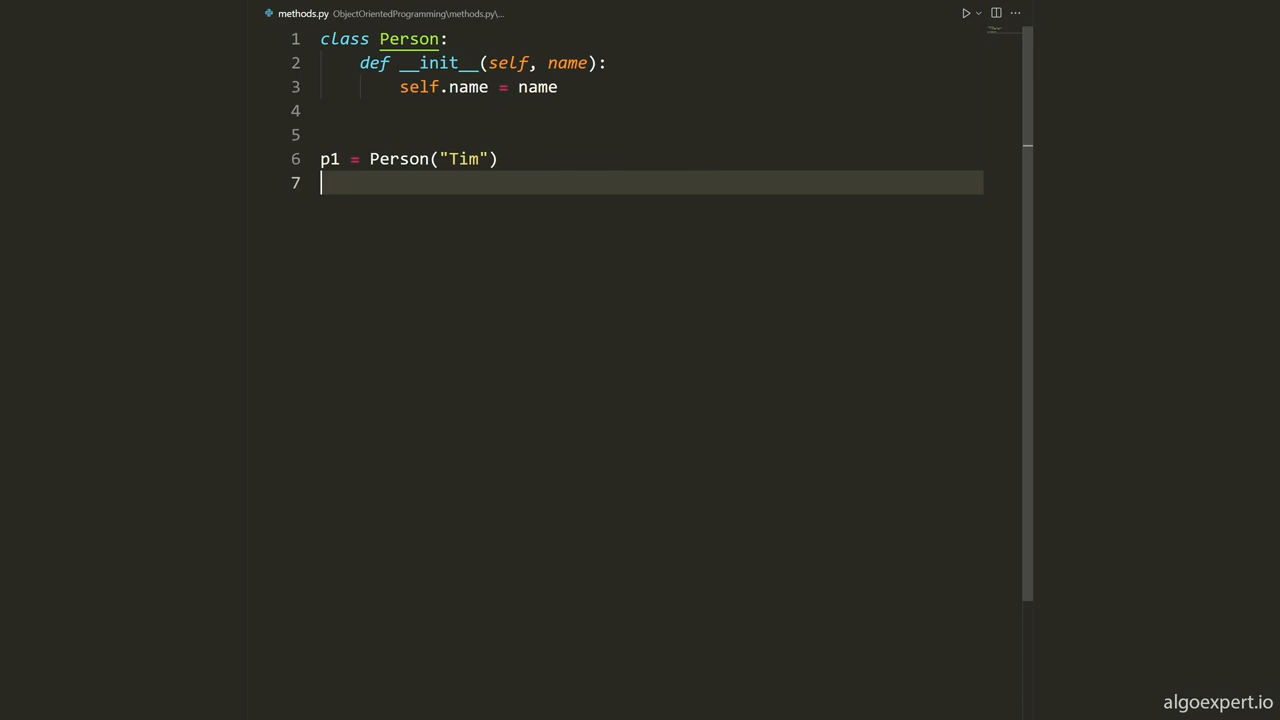 methods.py ObjectOrientedProgramming\methods.py\...
1 class Person:
2     def __init__(self, name):
3         self.name = name
4
5
6 p1 = Person("Tim")
7
algoexpert.io